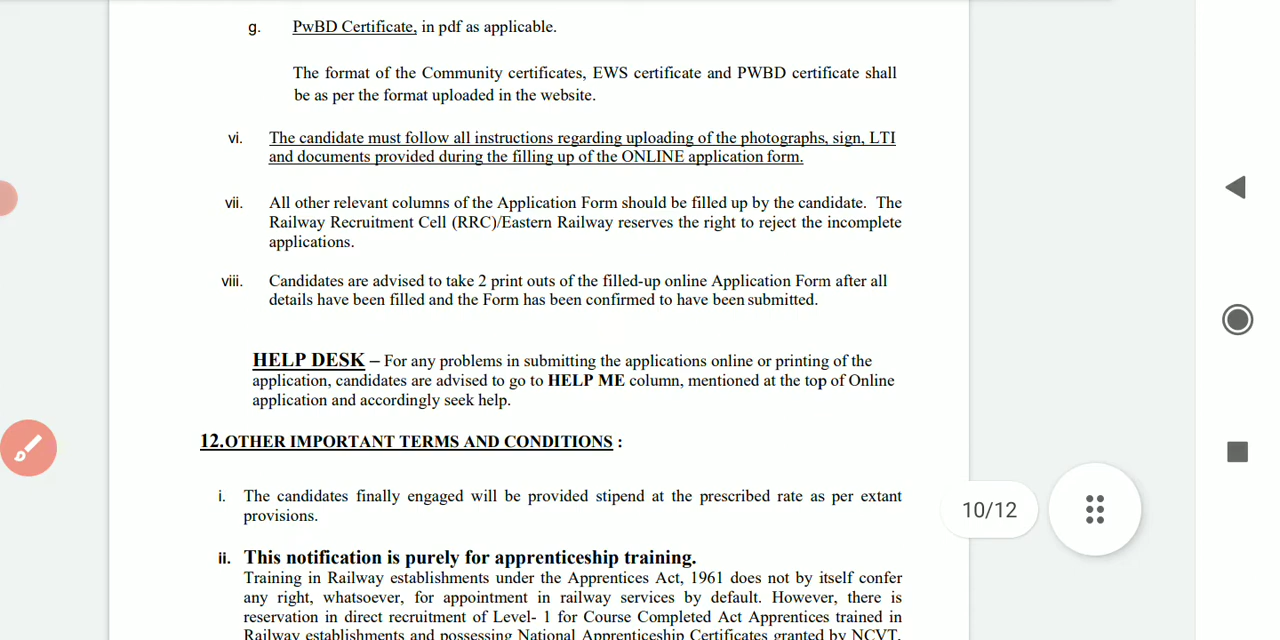 g. PwBD Certificate, in pdf as applicable.
The format of the Community certificates, EWS certificate and PWBD certificate shall
be as per the format uploaded in the website.
vi. The candidate must follow all instructions regarding uploading of the photographs, sign, LTI
and documents provided during the filling up of the ONLINE application form.
vii. All other relevant columns of the Application Form should be filled up by the candidate. The
Railway Recruitment Cell (RRC)/Eastern Railway reserves the right to reject the incomplete
applications.
viii. Candidates are advised to take 2 print outs of the filled-up online Application Form after all
details have been filled and the Form has been confirmed to have been submitted.
HELP DESK – For any problems in submitting the applications online or printing of the
application, candidates are advised to go to HELP ME column, mentioned at the top of Online
application and accordingly seek help.
12.OTHER IMPORTANT TERMS AND CONDITIONS :
i. The candidates finally engaged will be provided stipend at the prescribed rate as per extant
provisions.
10/12
ii. This notification is purely for apprenticeship training.
Training in Railway establishments under the Apprentices Act, 1961 does not by itself confer
any right, whatsoever, for appointment in railway services by default. However, there is
reservation in direct recruitment of Level- 1 for Course Completed Act Apprentices trained in
Railway establishments and possessing National Apprenticeship Certificates granted by NCVT.